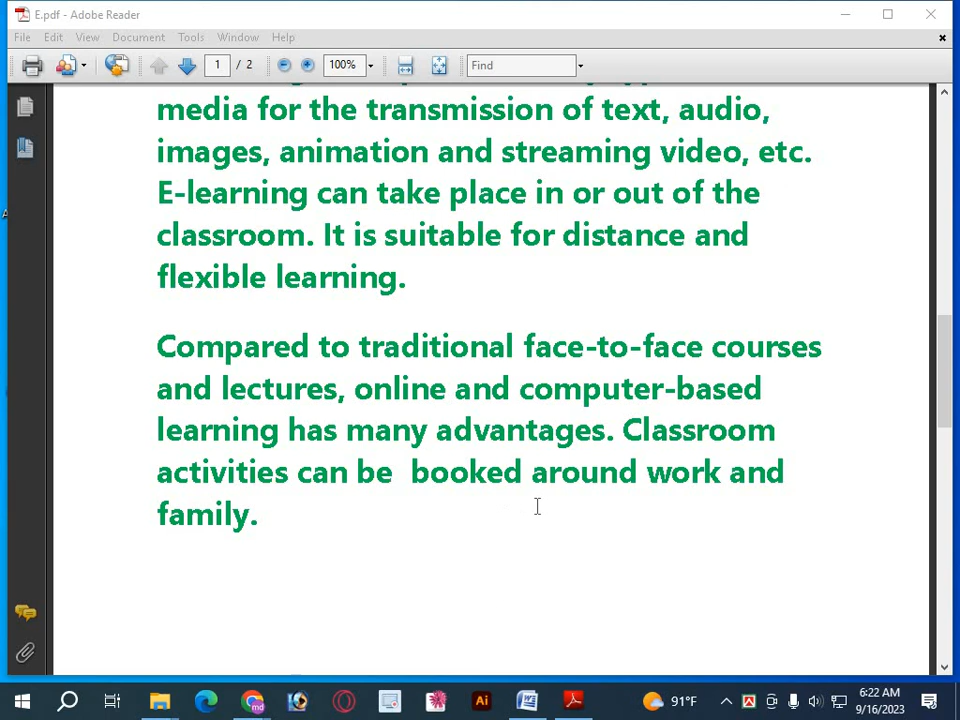 E.pdf - Adobe Reader
File Edit View Document Tools Window Help
1 / 2 100% Find
media for the transmission of text, audio,
images, animation and streaming video, etc.
E-learning can take place in or out of the
classroom. It is suitable for distance and
flexible learning.
Compared to traditional face-to-face courses
and lectures, online and computer-based
learning has many advantages. Classroom
activities can be  booked around work and
family.
md Ai 91°F 6:22 AM
9/16/2023